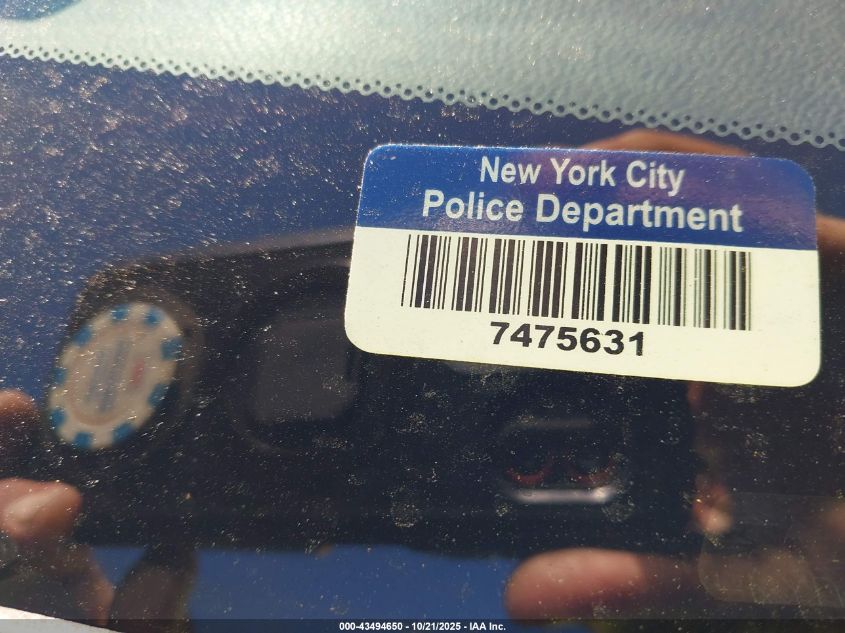 New York City
Police Department
7475631
000-43494650 - 10/21/2025 - IAA Inc.